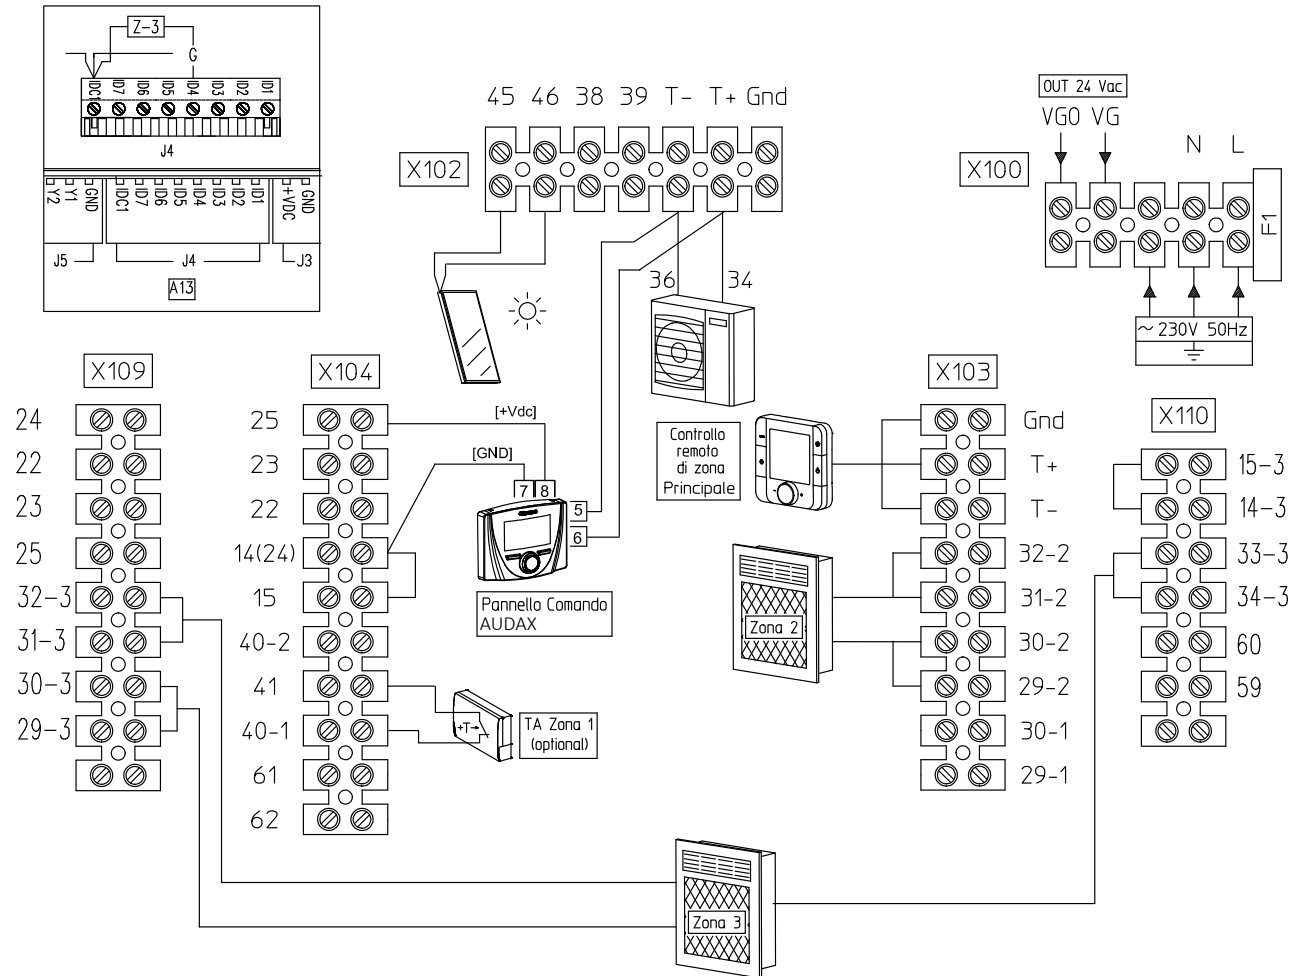 Z-3
G
IDC1 ID7 ID6 ID5 ID4 ID3 ID2 ID1
J4
Y2 Y1 GND IDC1 ID7 ID6 ID5 ID4 ID3 ID2 ID1 +VDC GND
J5 J4 J3
A13
45 46 38 39 T- T+ Gnd
X102
36 34
OUT 24 Vac
VG0 VG
N L
X100
F1
~ 230V 50Hz
X109
24
22
23
25
32-3
31-3
30-3
29-3
X104
25
23
22
14(24)
15
40-2
41
40-1
61
62
[+Vdc]
[GND]
7 8
5
6
Pannello Comando
AUDAX
+T
TA Zona 1
(optional)
Controllo
remoto
di zona
Principale
Zona 2
X103
Gnd
T+
T-
32-2
31-2
30-2
29-2
30-1
29-1
X110
15-3
14-3
33-3
34-3
60
59
Zona 3